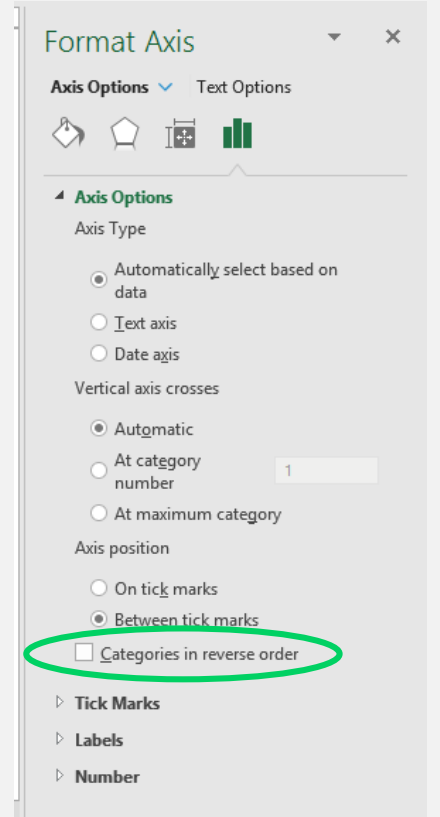 Format Axis
Axis Options Text Options
Axis Options
Axis Type
Automatically select based on
data
Text axis
Date axis
Vertical axis crosses
Automatic
At category
number
1
At maximum category
Axis position
On tick marks
Between tick marks
Categories in reverse order
Tick Marks
Labels
Number